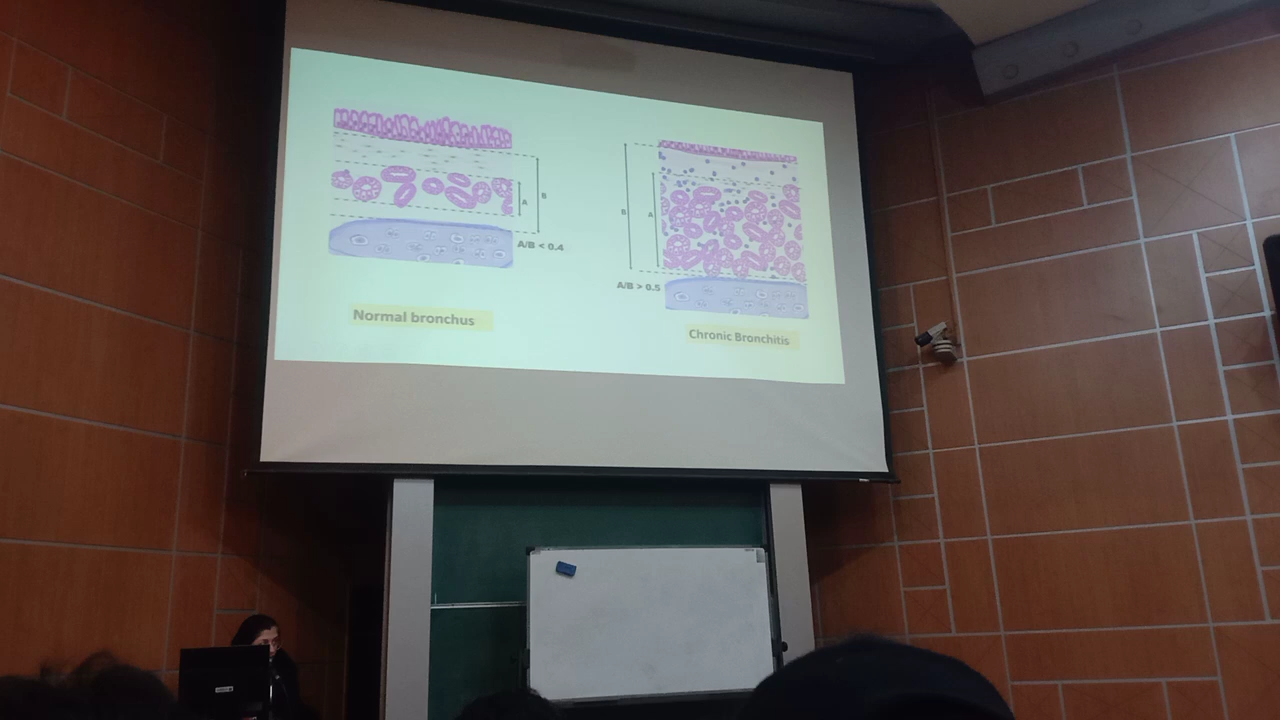 A
B
A/B < 0.4
Normal bronchus
B
A
A/B > 0.5
Chronic Bronchitis